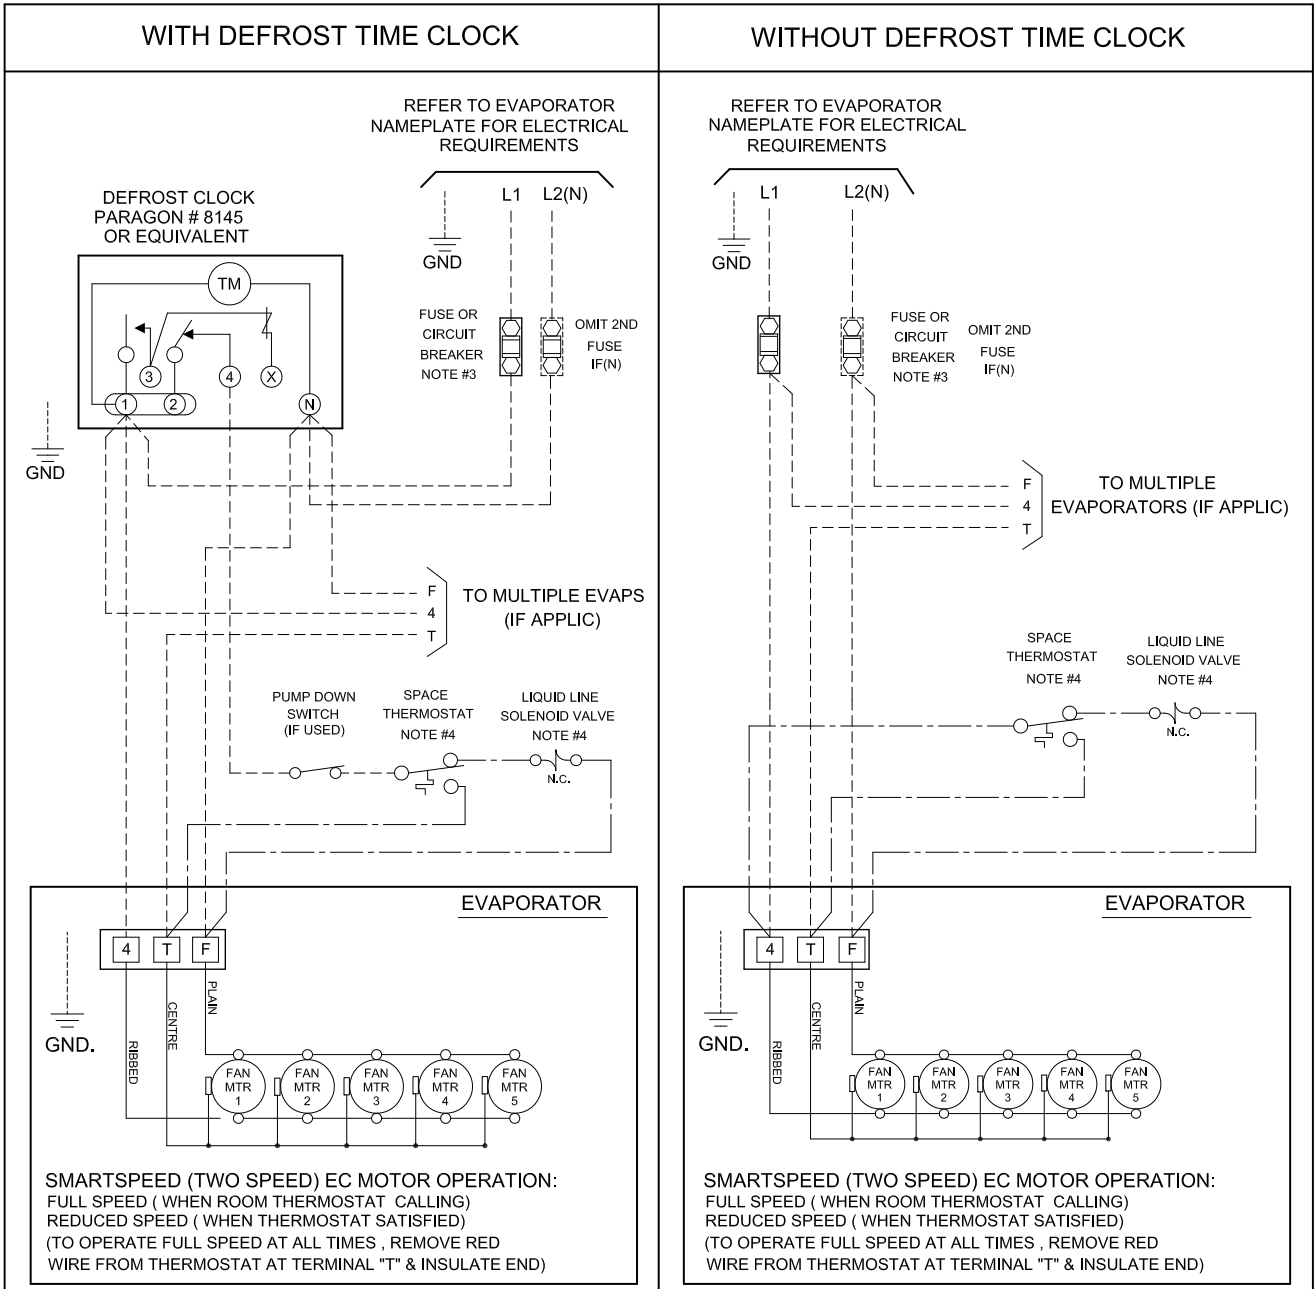 WITH DEFROST TIME CLOCK
REFER TO EVAPORATOR
NAMEPLATE FOR ELECTRICAL
REQUIREMENTS
L1
L2(N)
GND
DEFROST CLOCK
PARAGON # 8145
OR EQUIVALENT
TM
3
4
X
1
2
N
GND
FUSE OR
CIRCUIT
BREAKER
NOTE #3
OMIT 2ND
FUSE
IF(N)
F
4
T
TO MULTIPLE EVAPS
(IF APPLIC)
PUMP DOWN
SWITCH
(IF USED)
SPACE
THERMOSTAT
NOTE #4
LIQUID LINE
SOLENOID VALVE
NOTE #4
N.C.
EVAPORATOR
4
T
F
GND.
RIBBED
CENTRE
PLAIN
FAN
MTR
1
FAN
MTR
2
FAN
MTR
3
FAN
MTR
4
FAN
MTR
5
SMARTSPEED (TWO SPEED) EC MOTOR OPERATION:
FULL SPEED ( WHEN ROOM THERMOSTAT CALLING)
REDUCED SPEED ( WHEN THERMOSTAT SATISFIED)
(TO OPERATE FULL SPEED AT ALL TIMES , REMOVE RED
WIRE FROM THERMOSTAT AT TERMINAL "T" & INSULATE END)
WITHOUT DEFROST TIME CLOCK
REFER TO EVAPORATOR
NAMEPLATE FOR ELECTRICAL
REQUIREMENTS
L1
L2(N)
GND
FUSE OR
CIRCUIT
BREAKER
NOTE #3
OMIT 2ND
FUSE
IF(N)
F
4
T
TO MULTIPLE
EVAPORATORS (IF APPLIC)
SPACE
THERMOSTAT
NOTE #4
LIQUID LINE
SOLENOID VALVE
NOTE #4
N.C.
EVAPORATOR
4
T
F
GND.
RIBBED
CENTRE
PLAIN
FAN
MTR
1
FAN
MTR
2
FAN
MTR
3
FAN
MTR
4
FAN
MTR
5
SMARTSPEED (TWO SPEED) EC MOTOR OPERATION:
FULL SPEED ( WHEN ROOM THERMOSTAT CALLING)
REDUCED SPEED ( WHEN THERMOSTAT SATISFIED)
(TO OPERATE FULL SPEED AT ALL TIMES , REMOVE RED
WIRE FROM THERMOSTAT AT TERMINAL "T" & INSULATE END)